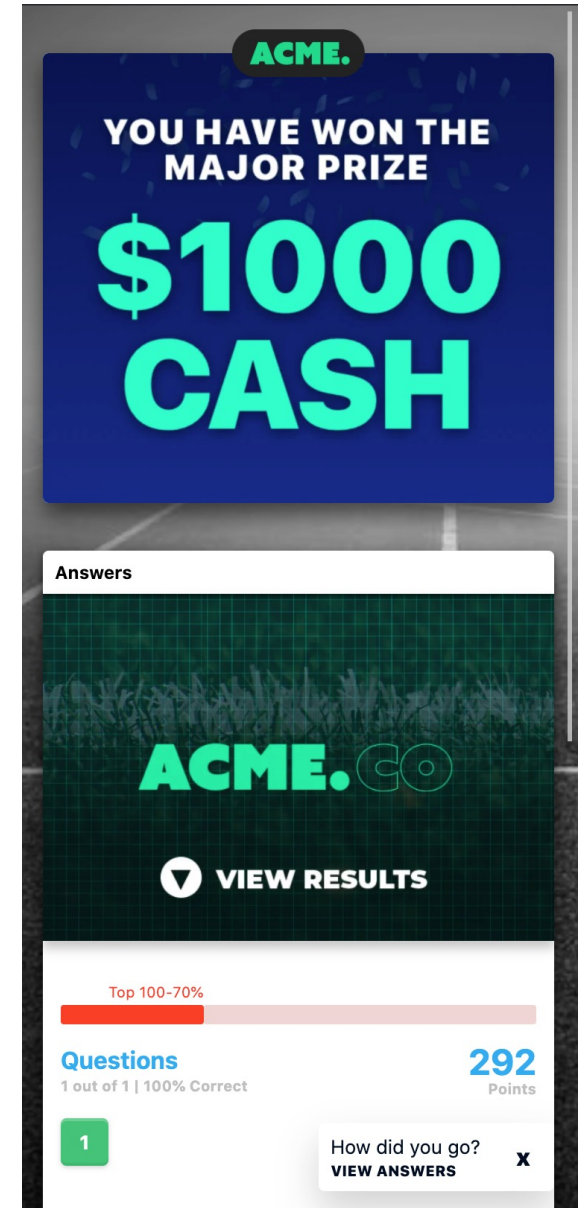 ACME.
YOU HAVE WON THE
MAJOR PRIZE
$1000
CASH
Answers
ACME.CO
VIEW RESULTS
Top 100-70%
Questions
292
1 out of 1 | 100% Correct
Points
1
How did you go?
VIEW ANSWERS
X